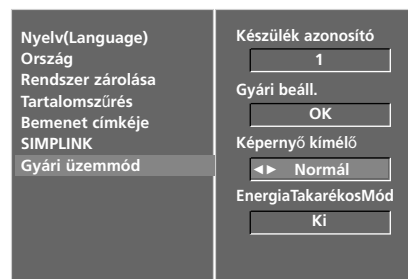 Nyelv(Language)
Ország
Rendszer zárolása
Tartalomszűrés
Bemenet címkéje
SIMPLINK
Gyári üzemmód
Készülék azonosító
1
Gyári beáll.
OK
Képernyő kímélő
◄► Normál
EnergiaTakarékosMód
Ki